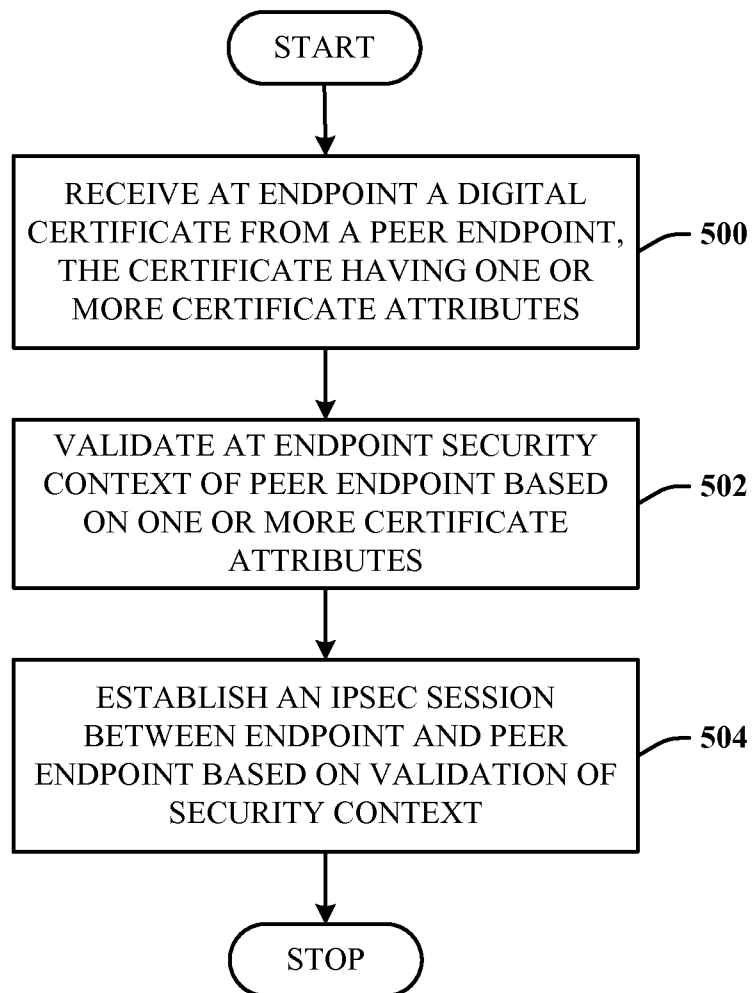 START
RECEIVE AT ENDPOINT A DIGITAL
CERTIFICATE FROM A PEER ENDPOINT,
THE CERTIFICATE HAVING ONE OR
MORE CERTIFICATE ATTRIBUTES
500
VALIDATE AT ENDPOINT SECURITY
CONTEXT OF PEER ENDPOINT BASED
ON ONE OR MORE CERTIFICATE
ATTRIBUTES
502
ESTABLISH AN IPSEC SESSION
BETWEEN ENDPOINT AND PEER
ENDPOINT BASED ON VALIDATION OF
SECURITY CONTEXT
504
STOP